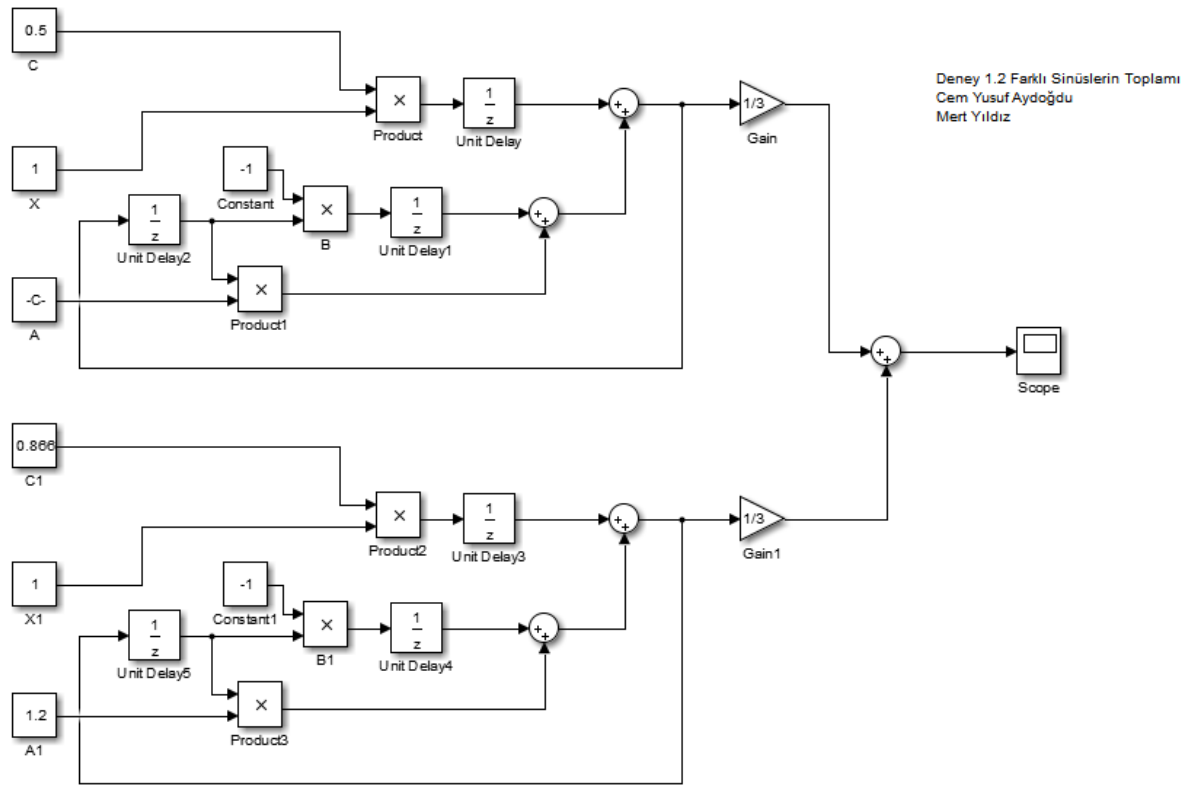 0.5
C
1
X
-C-
A
-1
Constant
1
z
Unit Delay2
×
Product
1
z
Unit Delay
×
B
1
z
Unit Delay1
×
Product1
++
++
1/3
Gain
Deney 1.2 Farklı Sinüslerin Toplamı
Cem Yusuf Aydoğdu
Mert Yıldız
++
Scope
0.866
C1
1
X1
1.2
A1
-1
Constant1
1
z
Unit Delay5
×
Product2
1
z
Unit Delay3
×
B1
1
z
Unit Delay4
×
Product3
++
++
1/3
Gain1